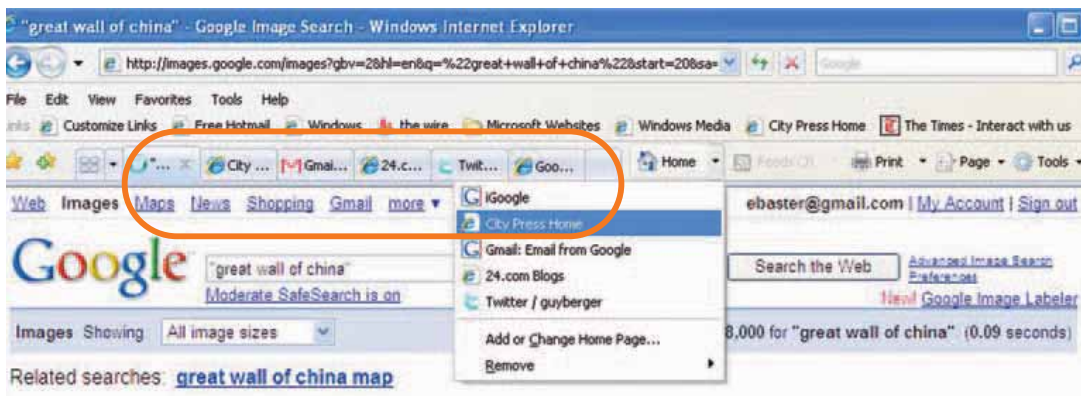 "great wall of china" - Google Image Search - Windows Internet Explorer
http://images.google.com/images?gbv=2&hl=en&q=%22great+wall+of+china%22&start=20&sa= Google
File Edit View Favorites Tools Help
Customize Links Free Hotmail Windows the wire Microsoft Websites Windows Media City Press Home The Times - Interact with us
"... City ... Gmai... 24.c... Twit... Goo... Home Print Page Tools
Web Images Maps News Shopping Gmail more ebaster@gmail.com | My Account | Sign out
iGoogle
City Press Home
Gmail: Email from Google
24.com Blogs
Twitter / guyberger
Add or Change Home Page...
Remove
Google "great wall of china" Search the Web Advanced Image Search
Preferences
Moderate SafeSearch is on New! Google Image Labeler
Images Showing All image sizes 8,000 for "great wall of china" (0.09 seconds)
Related searches: great wall of china map